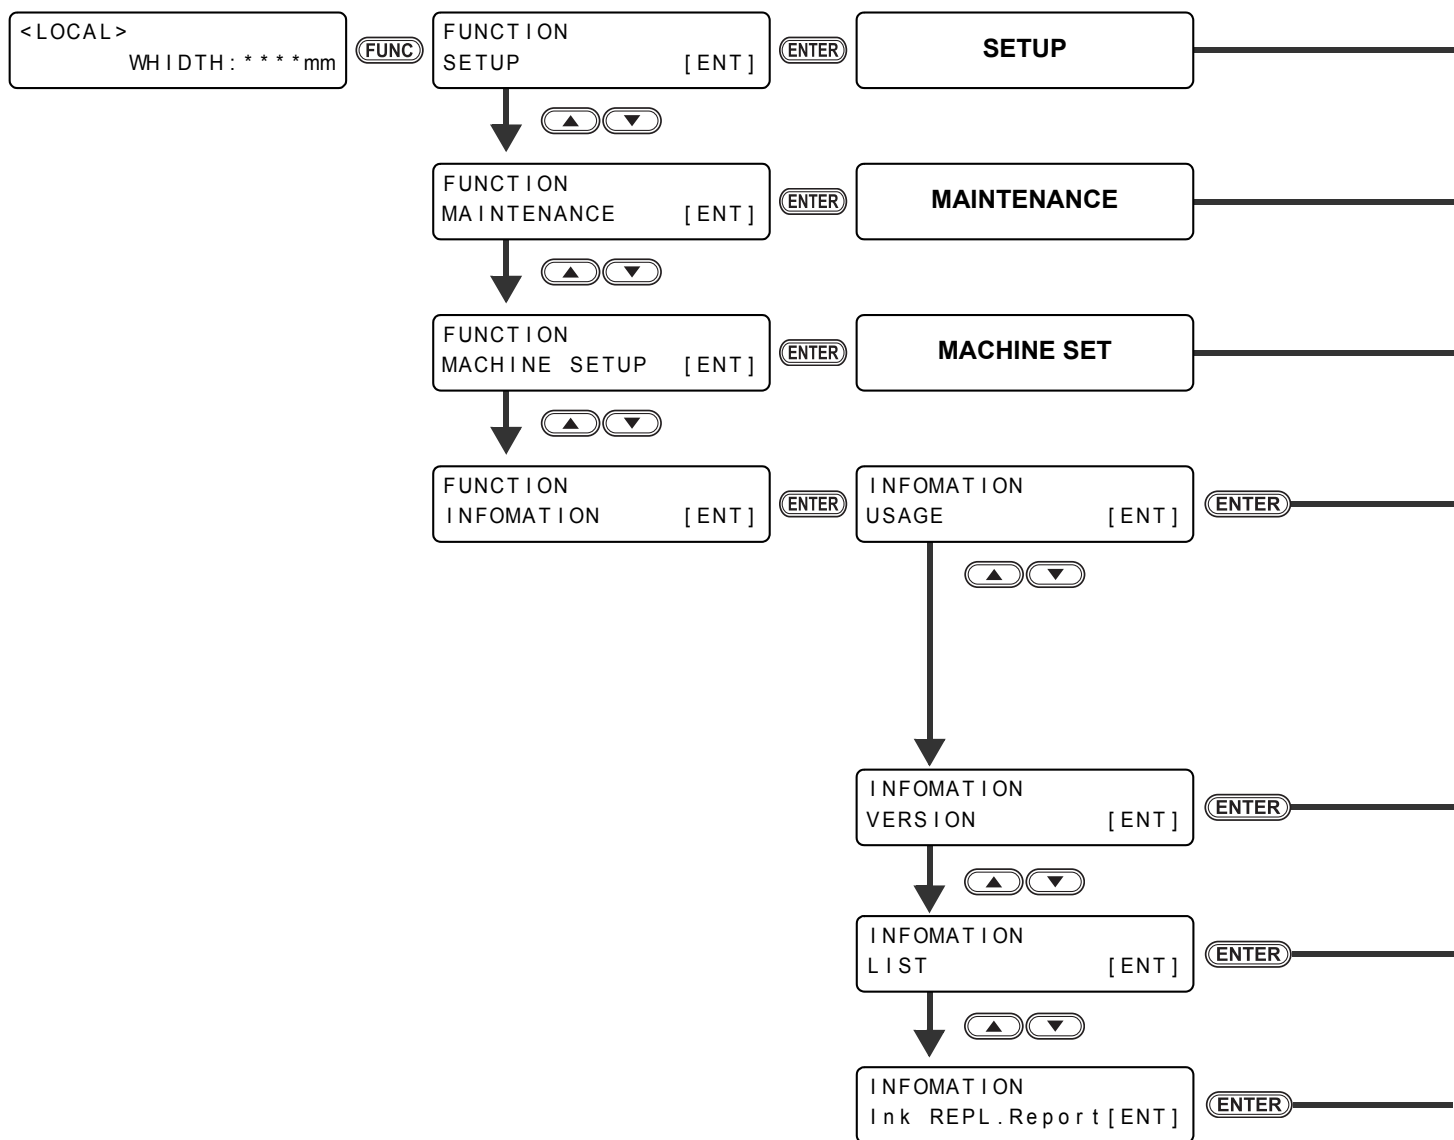 <LOCAL>
WHIDTH:****mm
FUNC
FUNCTION
SETUP [ENT]
ENTER
SETUP
FUNCTION
MAINTENANCE [ENT]
ENTER
MAINTENANCE
FUNCTION
MACHINE SETUP [ENT]
ENTER
MACHINE SET
FUNCTION
INFOMATION [ENT]
ENTER
INFOMATION
USAGE [ENT]
ENTER
INFOMATION
VERSION [ENT]
ENTER
INFOMATION
LIST [ENT]
ENTER
INFOMATION
Ink REPL.Report[ENT]
ENTER